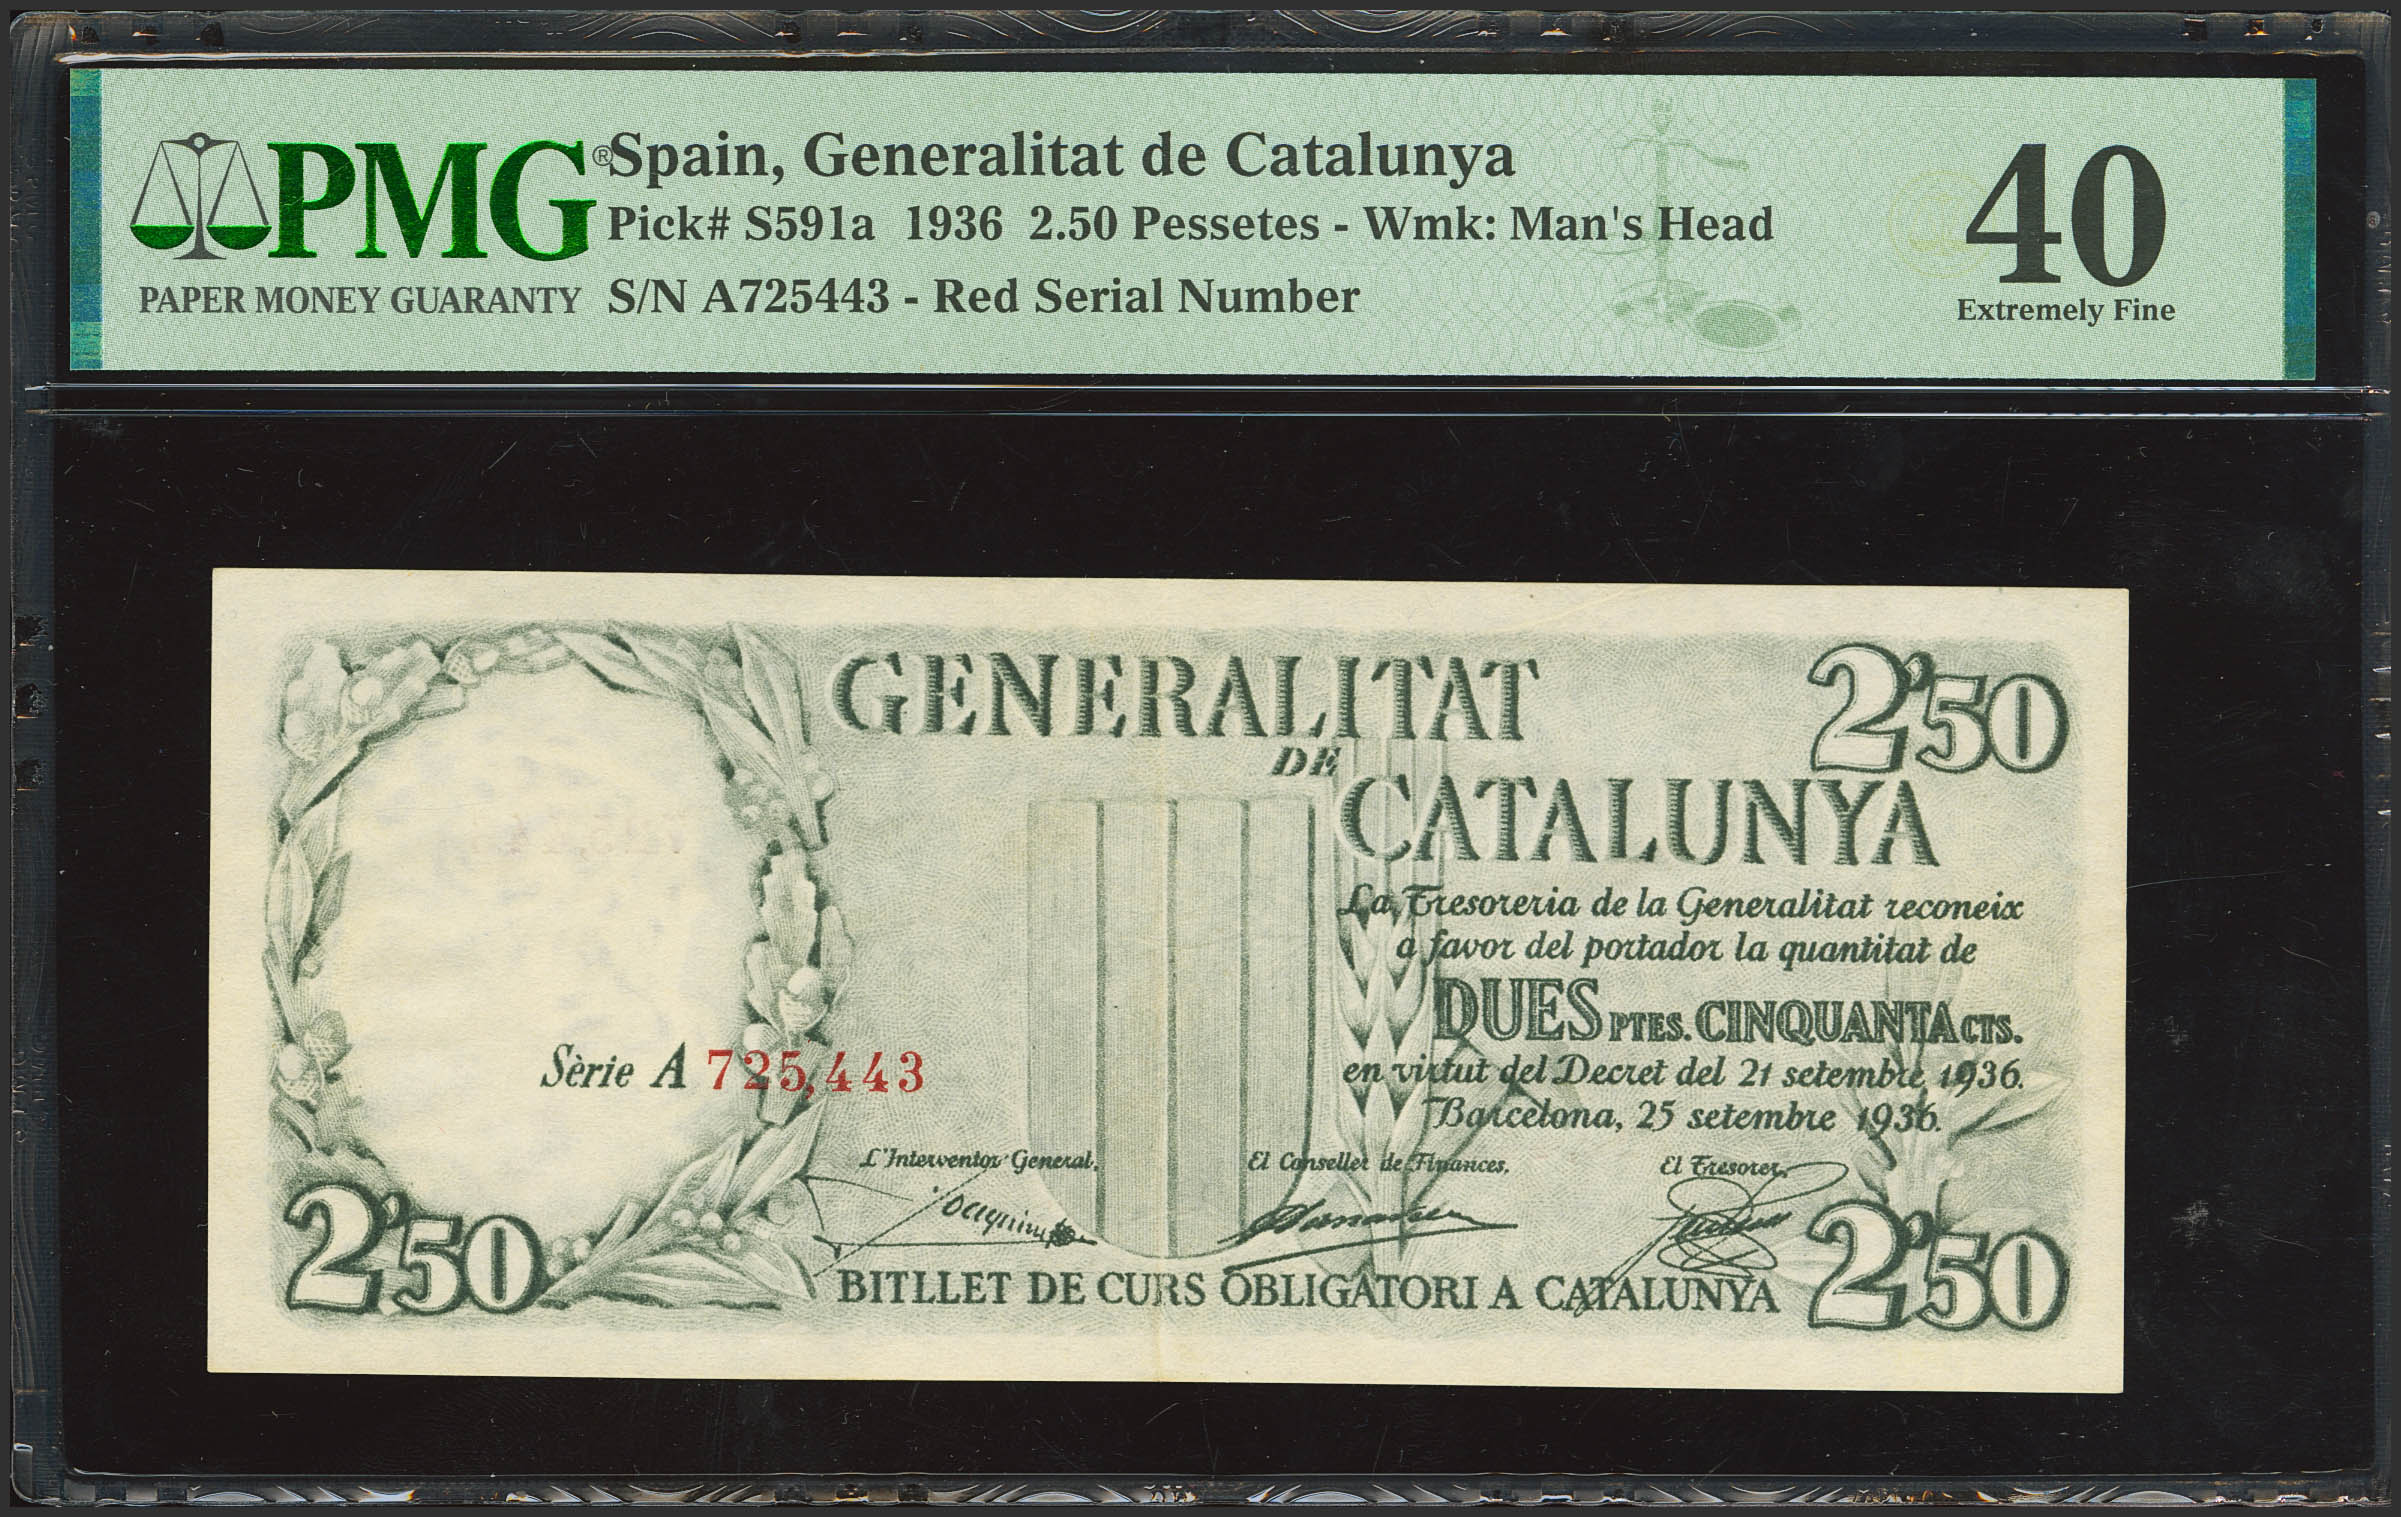 PMG®
PAPER MONEY GUARANTY
Spain, Generalitat de Catalunya
Pick# S591a 1936 2.50 Pessetes - Wmk: Man's Head
S/N A725443 - Red Serial Number
40
Extremely Fine
GENERALITAT
DE
CATALUNYA
2'50
La Tresoreria de la Generalitat reconeix
a favor del portador la quantitat de
DUES PTES. CINQUANTA CTS.
en virtut del Decret del 21 setembre 1936.
Barcelona, 25 setembre 1936.
Sèrie A 725,443
L'Interventor General, El Conseller de Finances, El Tresorer,
2'50
BITLLET DE CURS OBLIGATORI A CATALUNYA
2'50